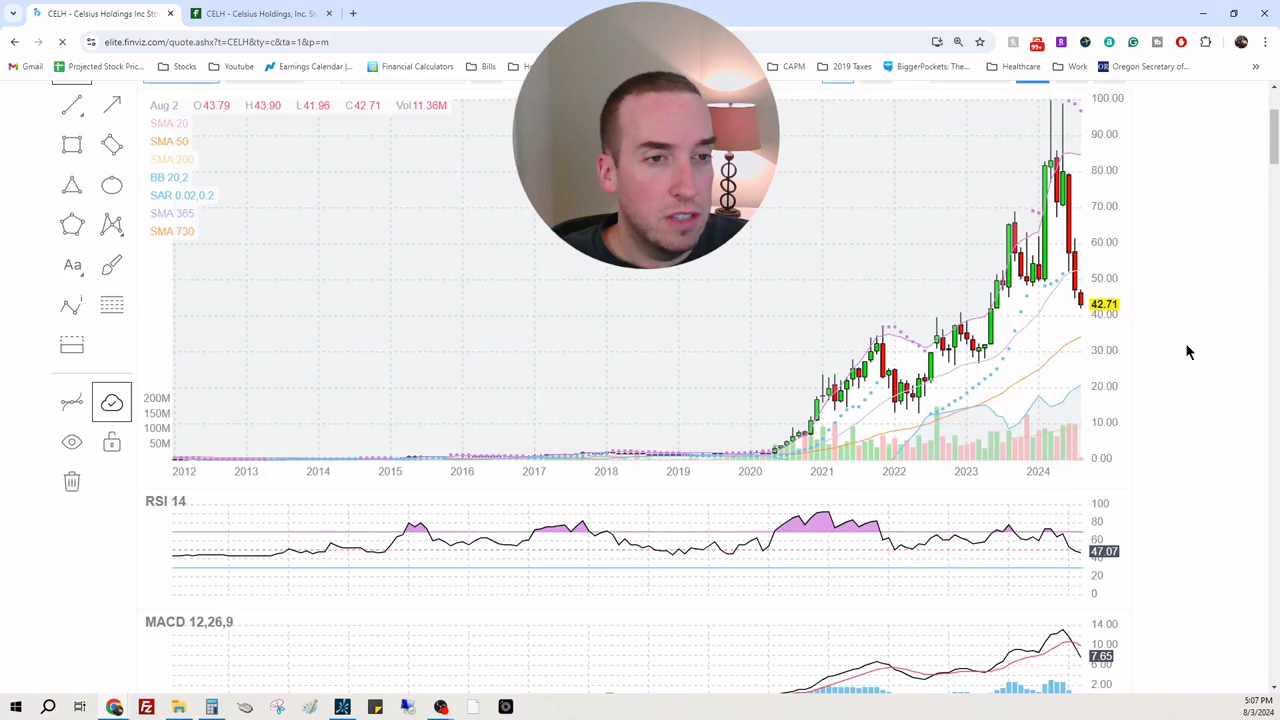 CELH - Celsius Holdings Inc Sto
CELH - Celsius Holdings, Inc. St
elite.finviz.com/quote.ashx?t=CELH&ty=c&ta=1&p=m
99+
Gmail
Projected Stock Pric...
Stocks
Youtube
Earnings Calendar |...
Financial Calculators
Bills
CAPM
2019 Taxes
BiggerPockets: The...
Healthcare
Work
Oregon Secretary of...
Aug 2 O 43.79 H 43.90 L 41.96 C 42.71 Vol 11.36M
SMA 20
SMA 50
SMA 200
BB 20,2
SAR 0.02,0.2
SMA 365
SMA 730
Aa
100.00
90.00
80.00
70.00
60.00
50.00
42.71
40.00
30.00
20.00
10.00
0.00
200M
150M
100M
50M
2012 2013 2014 2015 2016 2017 2018 2019 2020 2021 2022 2023 2024
RSI 14
100
80
60
47.07
20
0
MACD 12,26,9
14.00
10.00
7.65
6.00
2.00
5:07 PM
8/3/2024